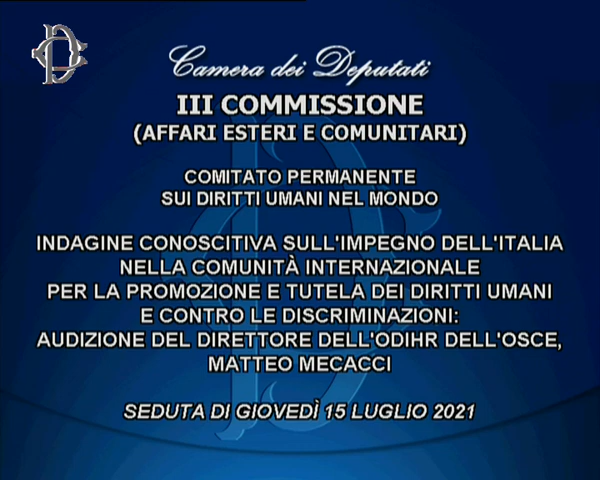 Camera dei Deputati
III COMMISSIONE
(AFFARI ESTERI E COMUNITARI)
COMITATO PERMANENTE
SUI DIRITTI UMANI NEL MONDO
INDAGINE CONOSCITIVA SULL'IMPEGNO DELL'ITALIA
NELLA COMUNITÀ INTERNAZIONALE
PER LA PROMOZIONE E TUTELA DEI DIRITTI UMANI
E CONTRO LE DISCRIMINAZIONI:
AUDIZIONE DEL DIRETTORE DELL'ODIHR DELL'OSCE,
MATTEO MECACCI
SEDUTA DI GIOVEDÌ 15 LUGLIO 2021